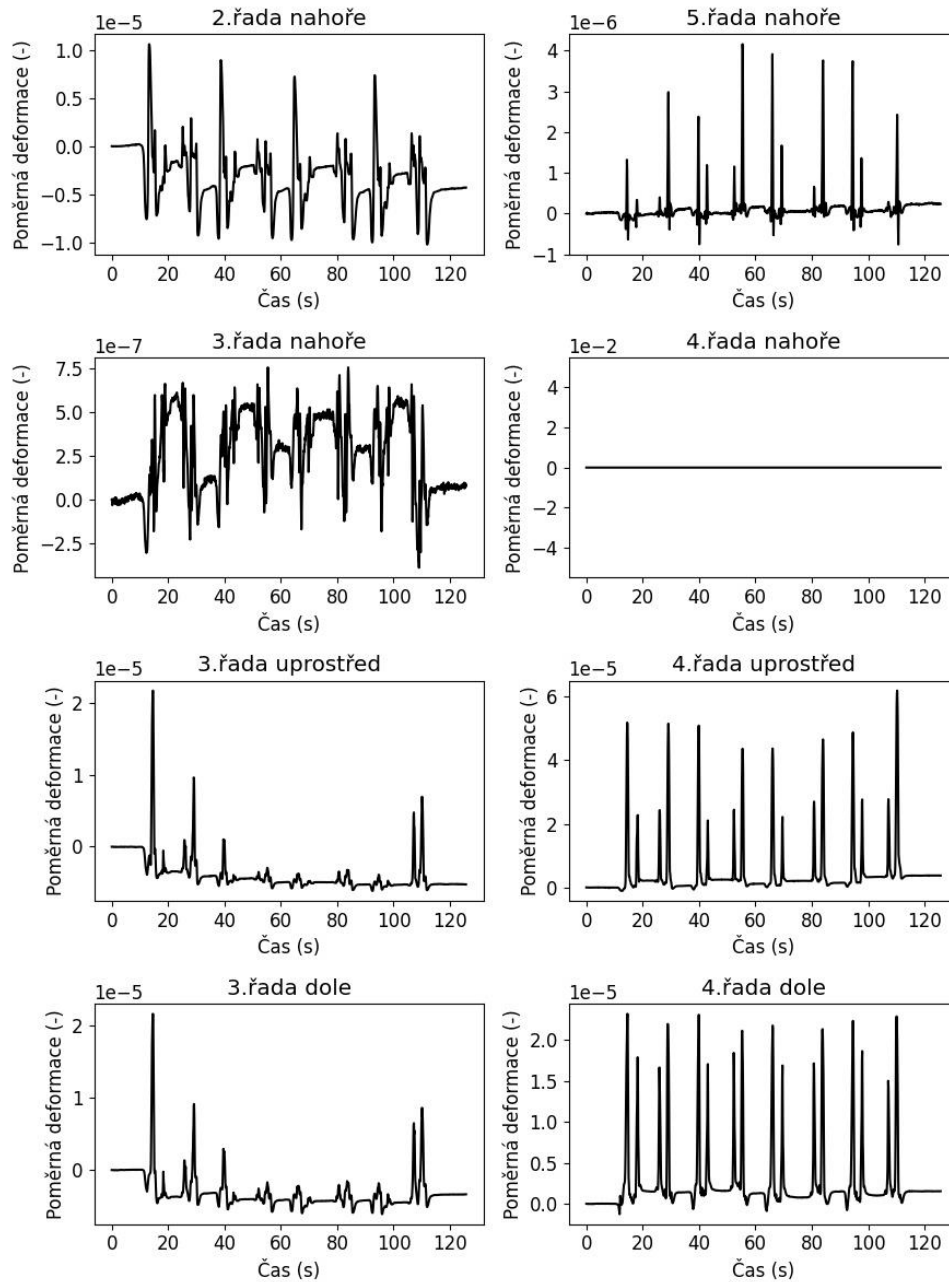 2.řada nahoře
1e−5
Poměrná deformace (-)
1.0
0.5
0.0
−0.5
−1.0
0 20 40 60 80 100 120
Čas (s)
5.řada nahoře
1e−6
Poměrná deformace (-)
4
3
2
1
0
−1
0 20 40 60 80 100 120
Čas (s)
3.řada nahoře
1e−7
Poměrná deformace (-)
7.5
5.0
2.5
0.0
−2.5
0 20 40 60 80 100 120
Čas (s)
4.řada nahoře
1e−2
Poměrná deformace (-)
4
2
0
−2
−4
0 20 40 60 80 100 120
Čas (s)
3.řada uprostřed
1e−5
Poměrná deformace (-)
2
1
0
0 20 40 60 80 100 120
Čas (s)
4.řada uprostřed
1e−5
Poměrná deformace (-)
6
4
2
0
0 20 40 60 80 100 120
Čas (s)
3.řada dole
1e−5
Poměrná deformace (-)
2
1
0
0 20 40 60 80 100 120
Čas (s)
4.řada dole
1e−5
Poměrná deformace (-)
2.0
1.5
1.0
0.5
0.0
0 20 40 60 80 100 120
Čas (s)